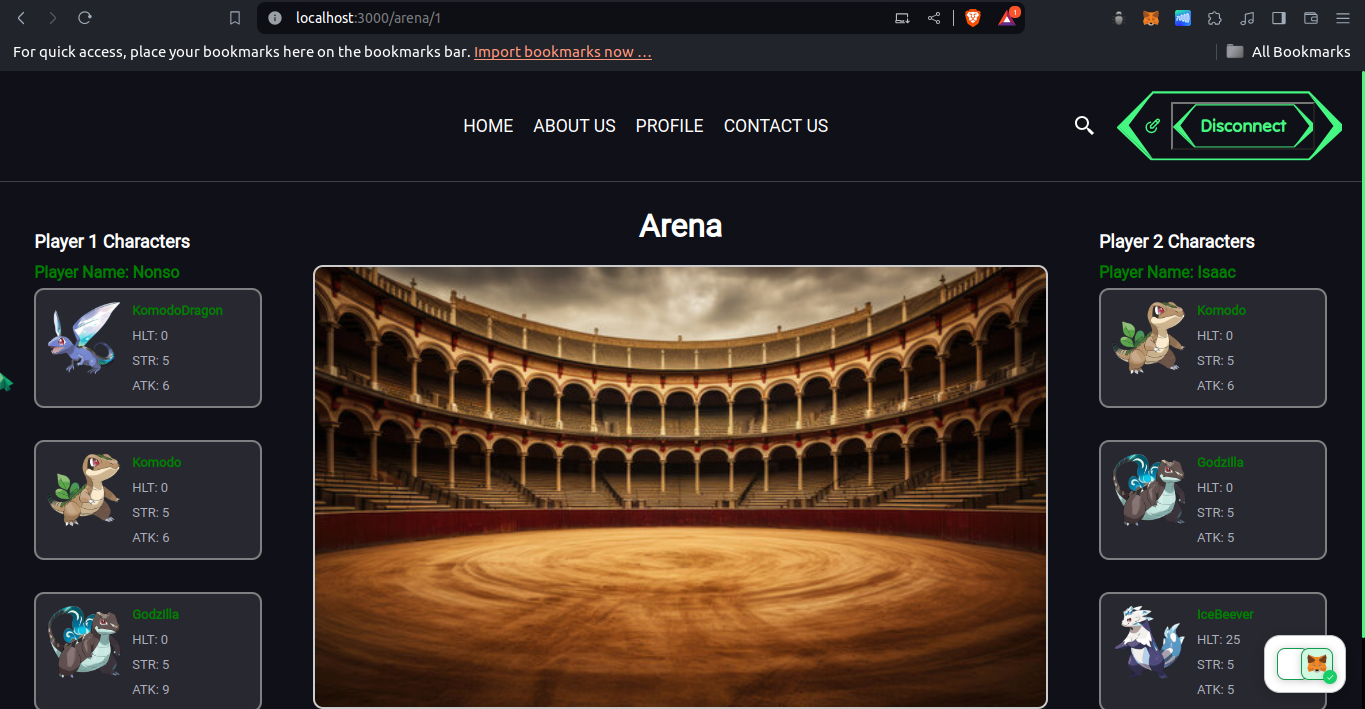 localhost:3000/arena/1
1
For quick access, place your bookmarks here on the bookmarks bar. Import bookmarks now ...
All Bookmarks
HOME ABOUT US PROFILE CONTACT US
Disconnect
Arena
Player 1 Characters
Player Name: Nonso
KomodoDragon
HLT: 0
STR: 5
ATK: 6
Komodo
HLT: 0
STR: 5
ATK: 6
Godzilla
HLT: 0
STR: 5
ATK: 9
Player 2 Characters
Player Name: Isaac
Komodo
HLT: 0
STR: 5
ATK: 6
Godzilla
HLT: 0
STR: 5
ATK: 5
IceBeever
HLT: 25
STR: 5
ATK: 5